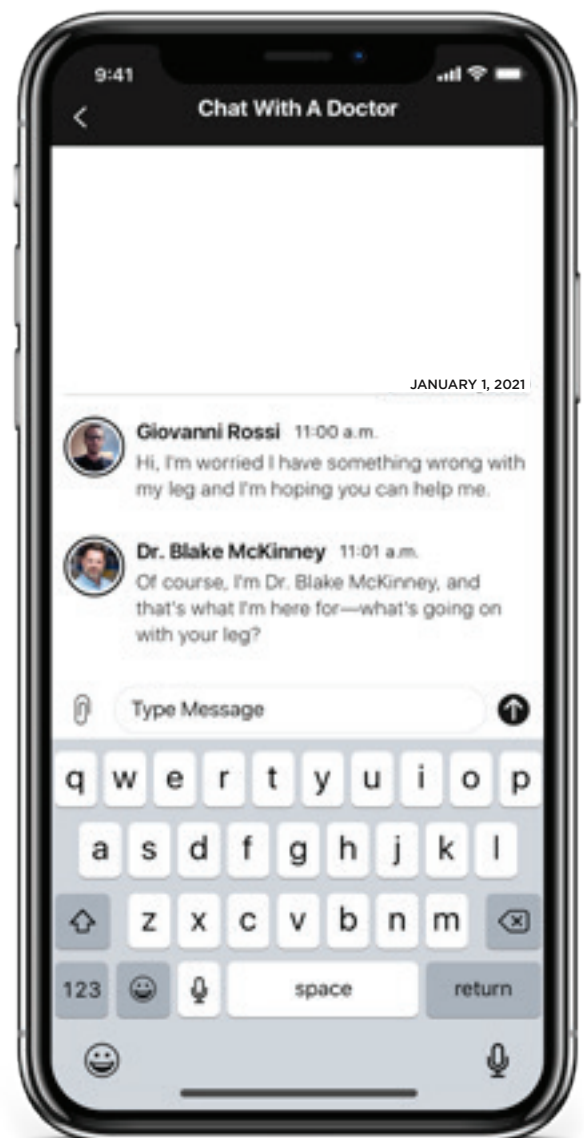 9:41
Chat With A Doctor
JANUARY 1, 2021
Giovanni Rossi 11:00 a.m.
Hi, I'm worried I have something wrong with
my leg and I'm hoping you can help me.
Dr. Blake McKinney 11:01 a.m.
Of course, I'm Dr. Blake McKinney, and
that's what I'm here for—what's going on
with your leg?
Type Message
q w e r t y u i o p
a s d f g h j k l
z x c v b n m
123 space return